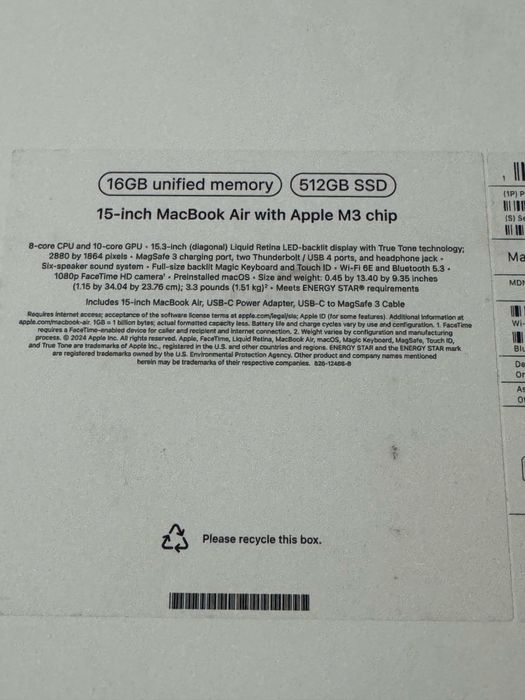 16GB unified memory 512GB SSD
15-inch MacBook Air with Apple M3 chip
8-core CPU and 10-core GPU • 15.3-inch (diagonal) Liquid Retina LED-backlit display with True Tone technology;
2880 by 1864 pixels • MagSafe 3 charging port, two Thunderbolt / USB 4 ports, and headphone jack •
Six-speaker sound system • Full-size backlit Magic Keyboard and Touch ID • Wi-Fi 6E and Bluetooth 5.3 •
1080p FaceTime HD camera¹ • Preinstalled macOS • Size and weight: 0.45 by 13.40 by 9.35 inches
(1.15 by 34.04 by 23.76 cm); 3.3 pounds (1.51 kg)² • Meets ENERGY STAR® requirements
Includes 15-inch MacBook Air, USB-C Power Adapter, USB-C to MagSafe 3 Cable
Requires internet access; acceptance of the software license terms at apple.com/legal/sla; Apple ID (for some features). Additional information at
apple.com/macbook-air. 1GB = 1 billion bytes; actual formatted capacity less. Battery life and charge cycles vary by use and configuration. 1. FaceTime
requires a FaceTime-enabled device for caller and recipient and internet connection. 2. Weight varies by configuration and manufacturing
process. © 2024 Apple Inc. All rights reserved. Apple, FaceTime, Liquid Retina, MacBook Air, macOS, Magic Keyboard, MagSafe, Touch ID,
and True Tone are trademarks of Apple Inc., registered in the U.S. and other countries and regions. ENERGY STAR and the ENERGY STAR mark
are registered trademarks owned by the U.S. Environmental Protection Agency. Other product and company names mentioned
herein may be trademarks of their respective companies. 826-12468-B
Please recycle this box.
(1P) P
(S) Se
Ma
Wi-
Blu
De
Or
As